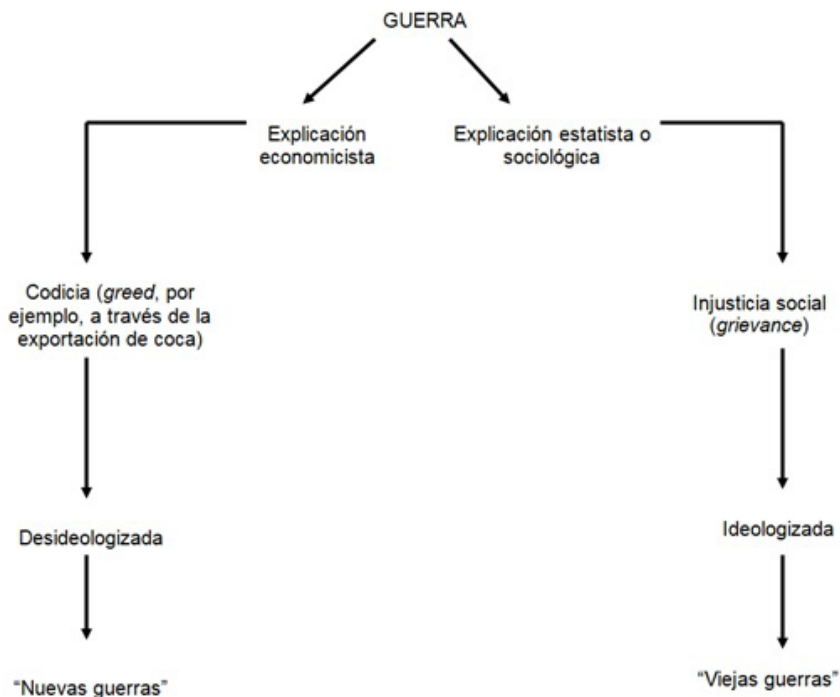 GUERRA
Explicación
economicista
Explicación estatista o
sociológica
Codicia (greed, por
ejemplo, a través de la
exportación de coca)
Injusticia social
(grievance)
Desideologizada
Ideologizada
"Nuevas guerras"
"Viejas guerras"